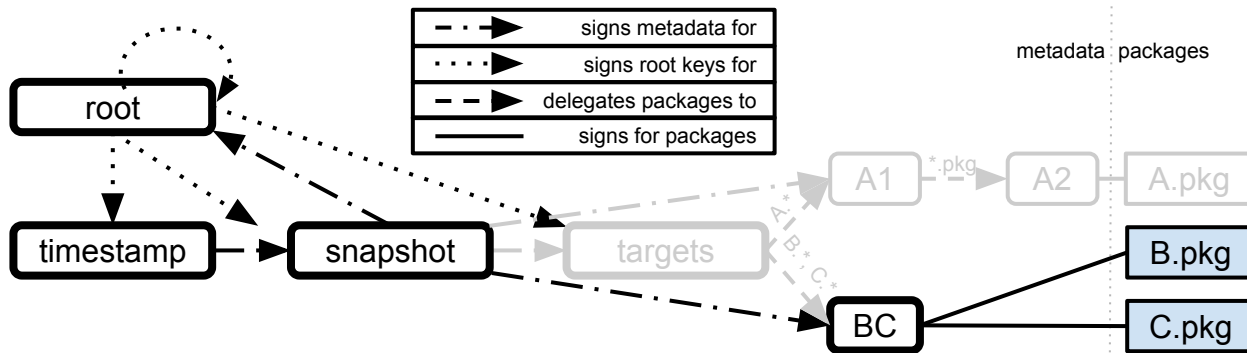 signs metadata for
signs root keys for
delegates packages to
signs for packages
metadata packages
root
A1
*.pkg
A2
A.pkg
A.*
timestamp
snapshot
targets
B.*, C.*
B.pkg
BC
C.pkg